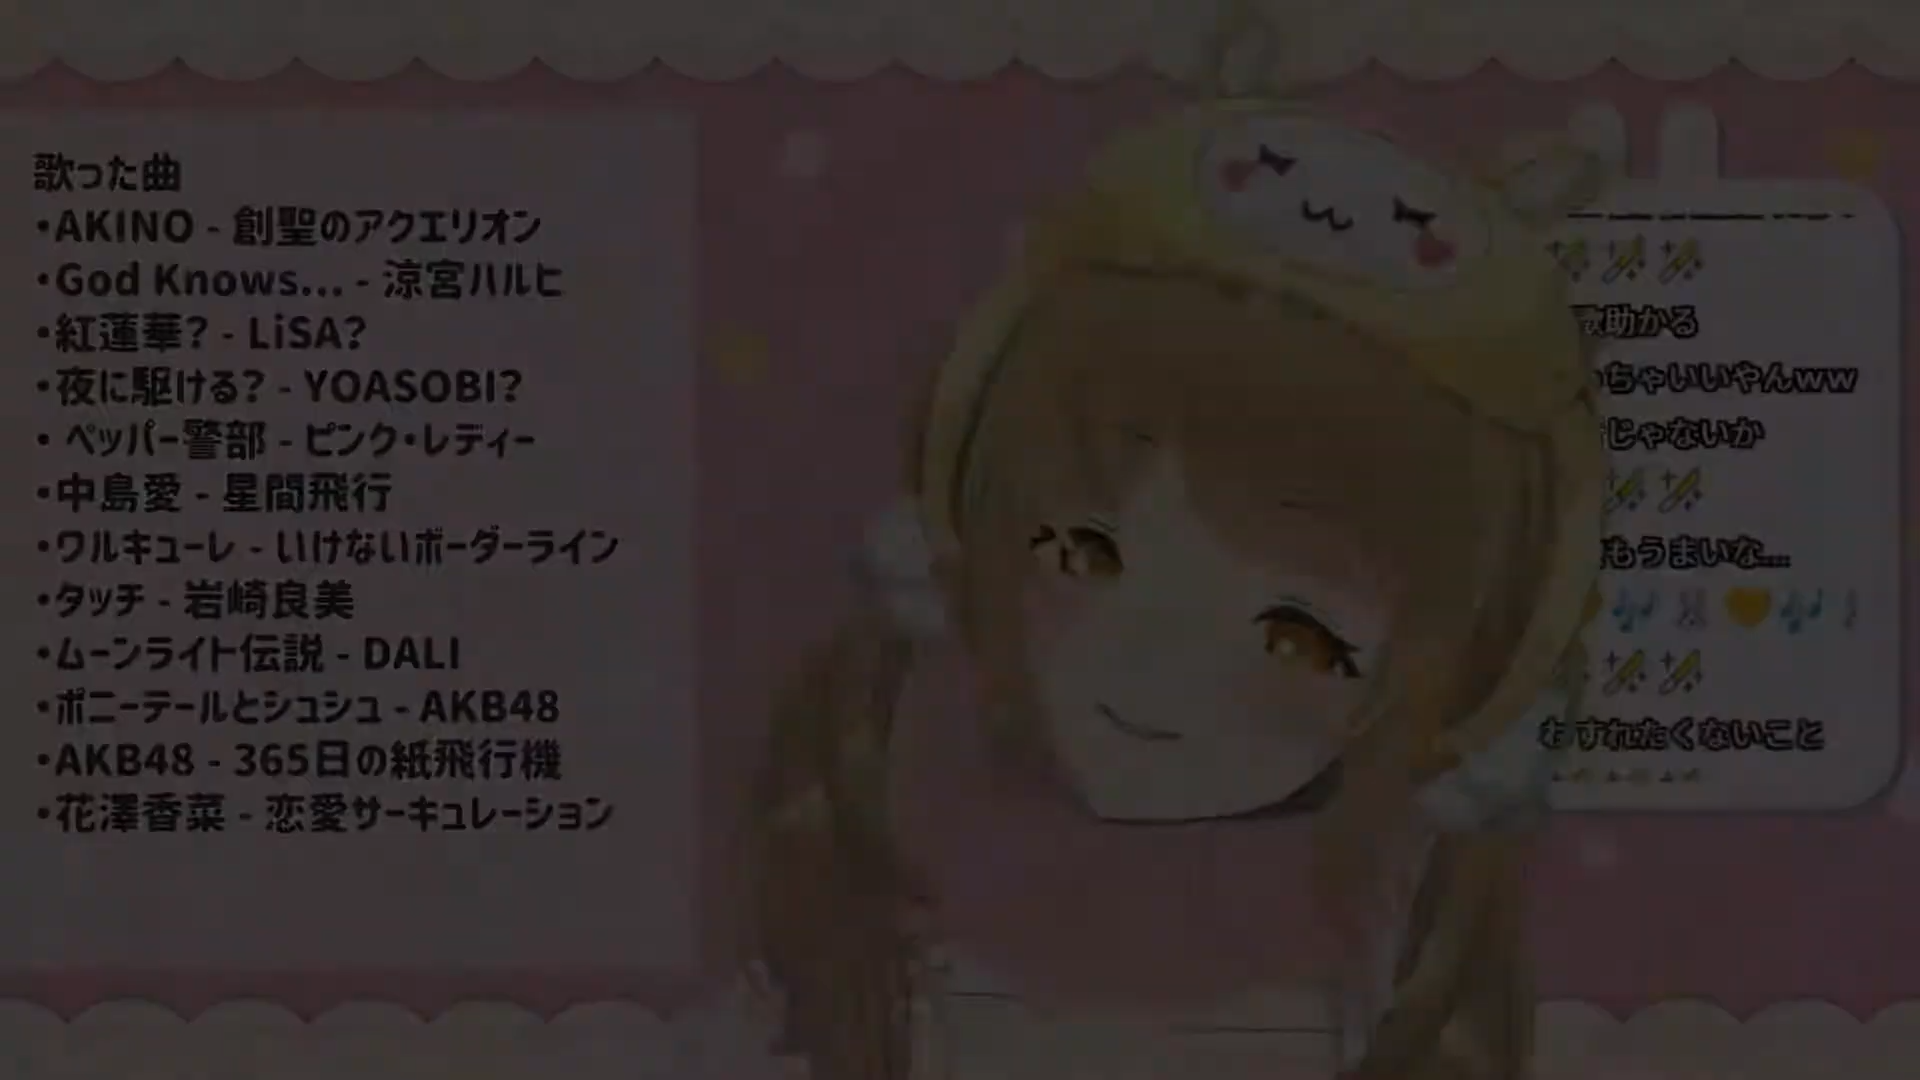 歌った曲
・AKINO - 創聖のアクエリオン
・God Knows... - 涼宮ハルヒ
・紅蓮華? - LiSA?
・夜に駆ける? - YOASOBI?
・ペッパー警部 - ピンク・レディー
・中島愛 - 星間飛行
・ワルキューレ - いけないボーダーライン
・タッチ - 岩崎良美
・ムーンライト伝説 - DALI
・ポニーテールとシュシュ - AKB48
・AKB48 - 365日の紙飛行機
・花澤香菜 - 恋愛サーキュレーション
助かる
ちゃいいやんww
じゃないか
もうまいな...
わすれたくないこと